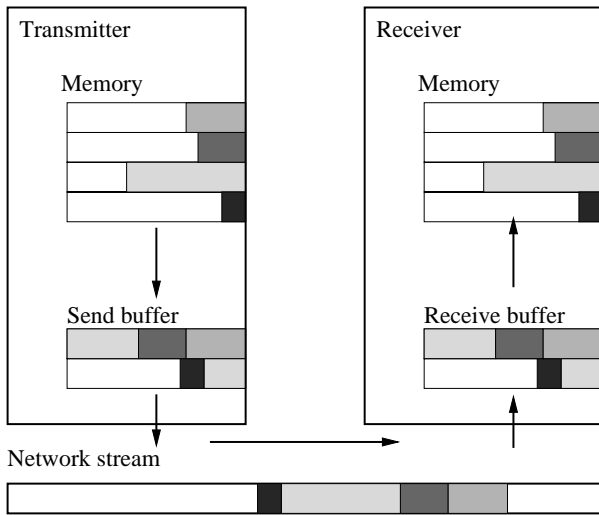 Transmitter
Receiver
Memory
Memory
Send buffer
Receive buffer
Network stream